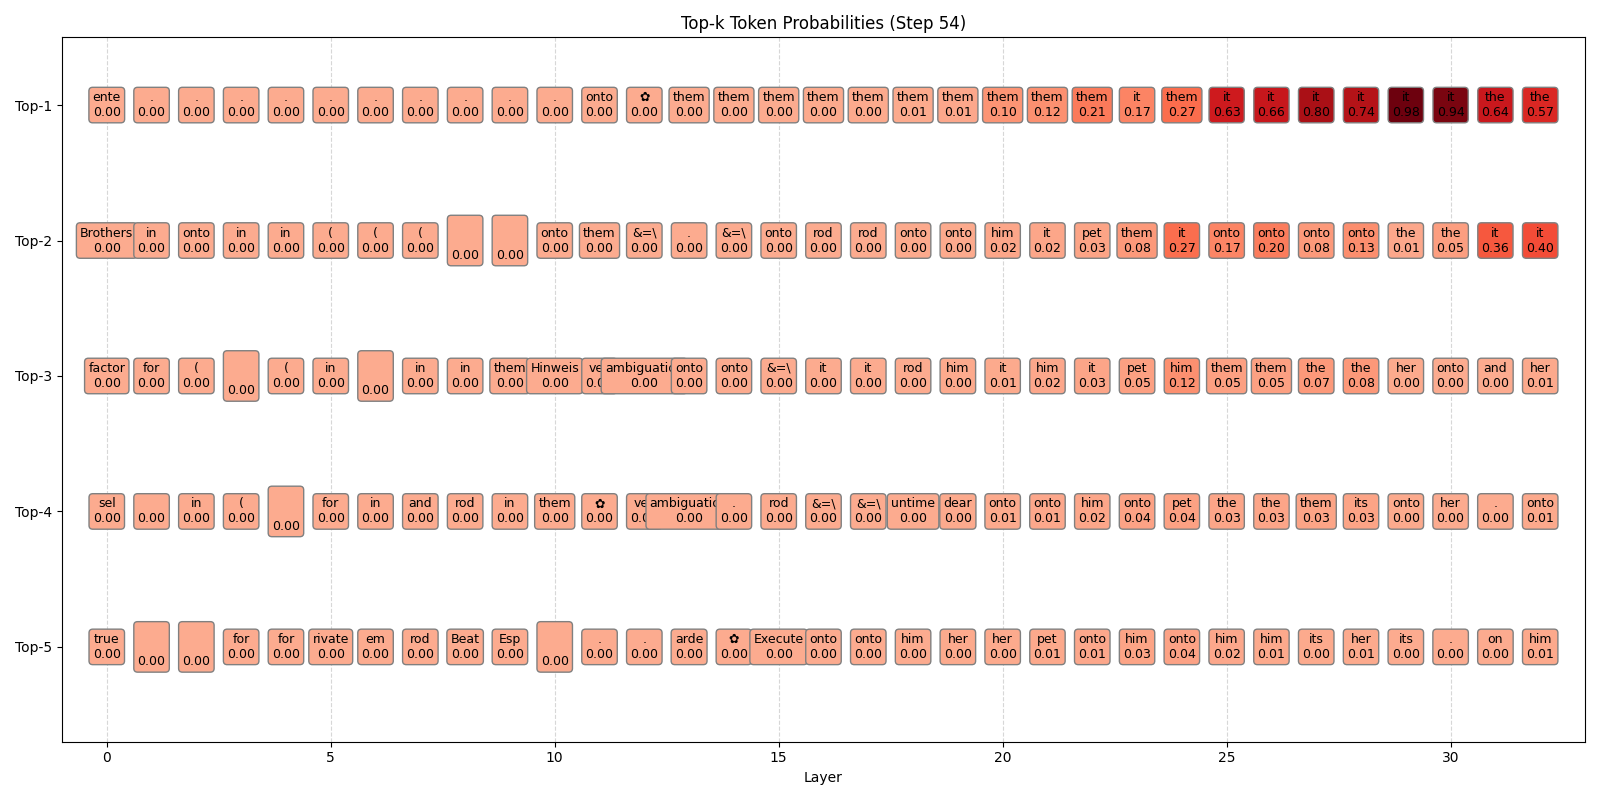 Top-k Token Probabilities (Step 54)
Top-1
ente . . . . . . . . . . onto ✿ them them them them them them them them them them it them it it it it it it the the
0.00 0.00 0.00 0.00 0.00 0.00 0.00 0.00 0.00 0.00 0.00 0.00 0.00 0.00 0.00 0.00 0.00 0.00 0.01 0.01 0.10 0.12 0.21 0.17 0.27 0.63 0.66 0.80 0.74 0.98 0.94 0.64 0.57
Top-2
Brothers in onto in in ( ( ( onto them &=\ . &=\ onto rod rod onto onto him it pet them it onto onto onto onto the the it it
0.00 0.00 0.00 0.00 0.00 0.00 0.00 0.00 0.00 0.00 0.00 0.00 0.00 0.00 0.00 0.00 0.00 0.00 0.00 0.00 0.02 0.02 0.03 0.08 0.27 0.17 0.20 0.08 0.13 0.01 0.05 0.36 0.40
Top-3
factor for ( ( in in in them Hinweis onto onto &=\ it it rod him it him it pet him them them the the her onto and her
0.00 0.00 0.00 0.00 0.00 0.00 0.00 0.00 0.00 0.00 0.00 0.00 0.00 0.00 0.00 0.00 0.00 0.00 0.00 0.01 0.02 0.03 0.05 0.12 0.05 0.05 0.07 0.08 0.00 0.00 0.00 0.01
Top-4
sel in ( for in and rod in them ✿ . rod &=\ &=\ untime dear onto onto him onto pet the the them its onto her . onto
0.00 0.00 0.00 0.00 0.00 0.00 0.00 0.00 0.00 0.00 0.00 0.00 0.00 0.00 0.00 0.00 0.00 0.00 0.00 0.01 0.01 0.02 0.04 0.04 0.03 0.03 0.03 0.03 0.00 0.00 0.00 0.01
Top-5
true for for rivate em rod Beat Esp . . arde ✿ Execute onto onto him her her pet onto him onto him him its her its . on him
0.00 0.00 0.00 0.00 0.00 0.00 0.00 0.00 0.00 0.00 0.00 0.00 0.00 0.00 0.00 0.00 0.00 0.00 0.00 0.00 0.00 0.01 0.01 0.03 0.04 0.02 0.01 0.00 0.01 0.00 0.00 0.00 0.01
0 5 10 15 20 25 30
Layer